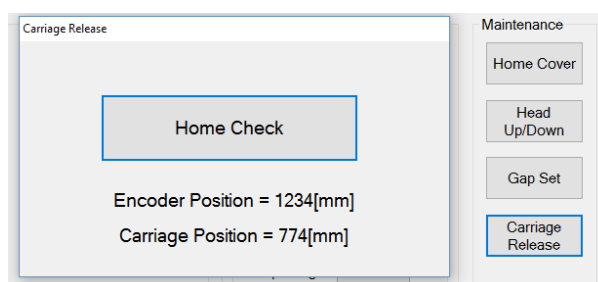 Carriage Release
Home Check
Encoder Position = 1234[mm]
Carriage Position = 774[mm]
Maintenance
Home Cover
Head
Up/Down
Gap Set
Carriage
Release